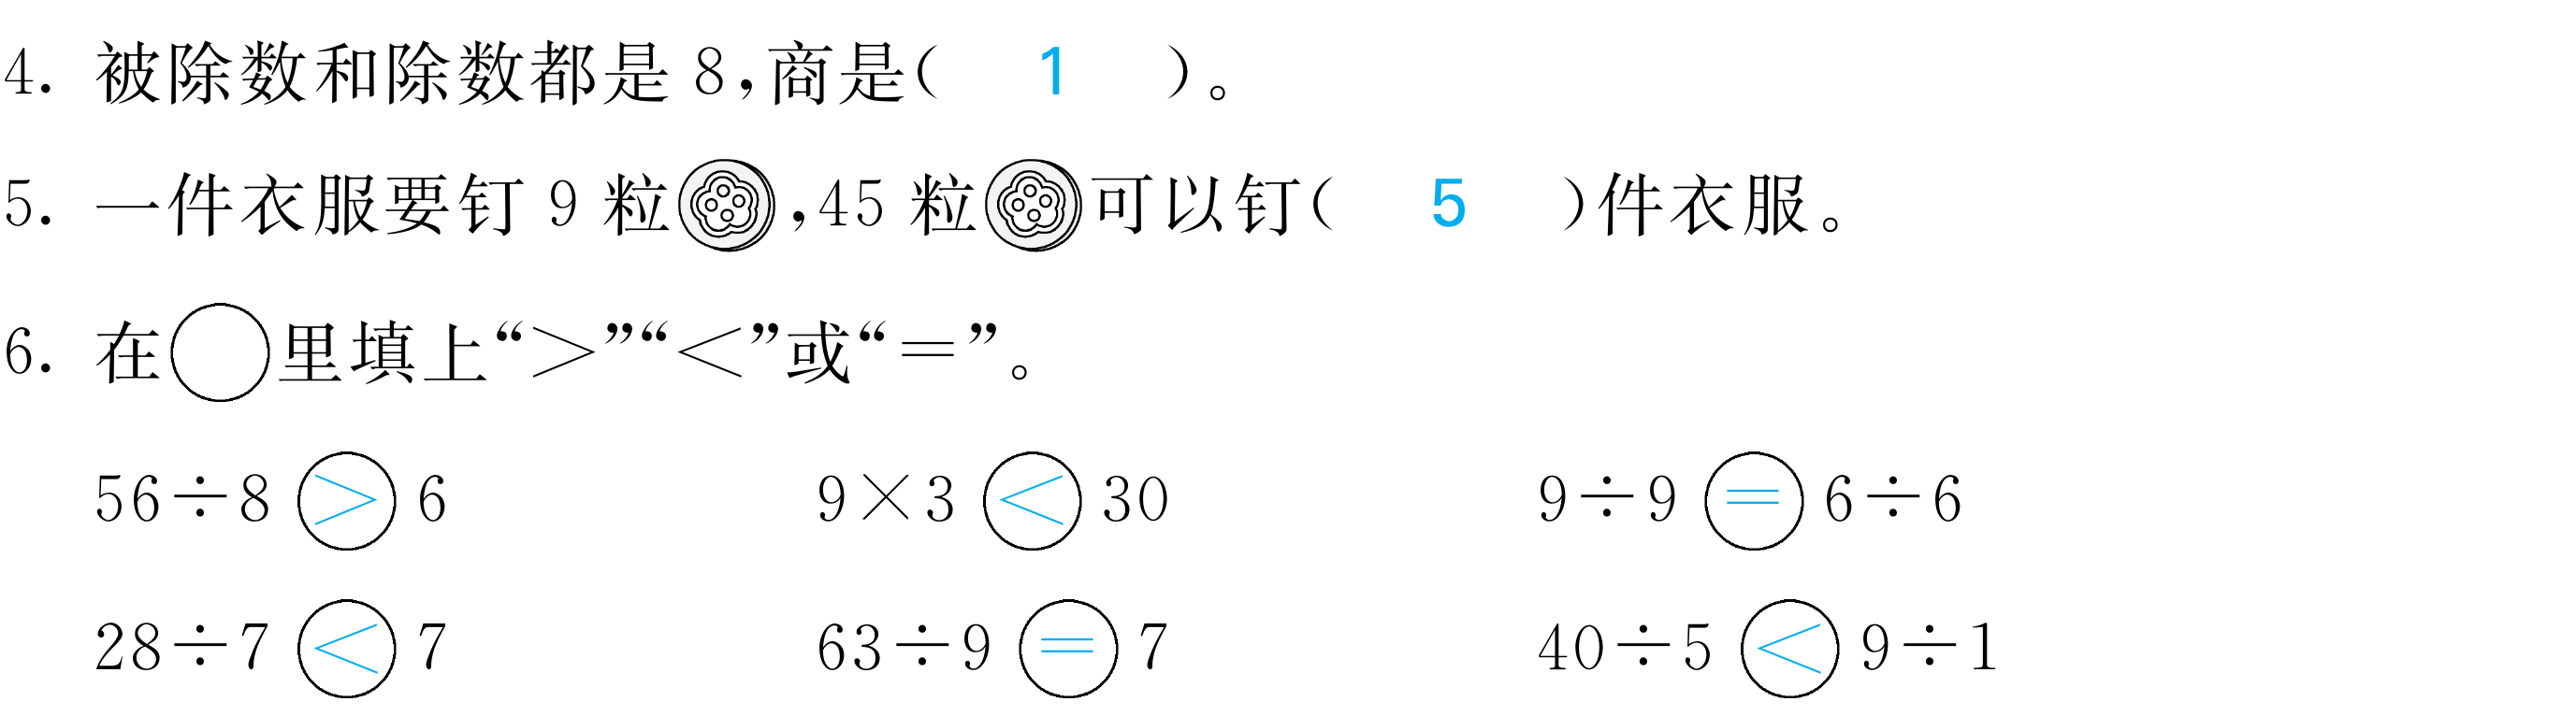 4. 被除数和除数都是 8,商是( 1 )。
5. 一件衣服要钉 9 粒,45 粒可以钉( 5 )件衣服。
6. 在○里填上“>”“<”或“=”。
56÷8 > 6 9×3 < 30 9÷9 = 6÷6
28÷7 < 7 63÷9 = 7 40÷5 < 9÷1